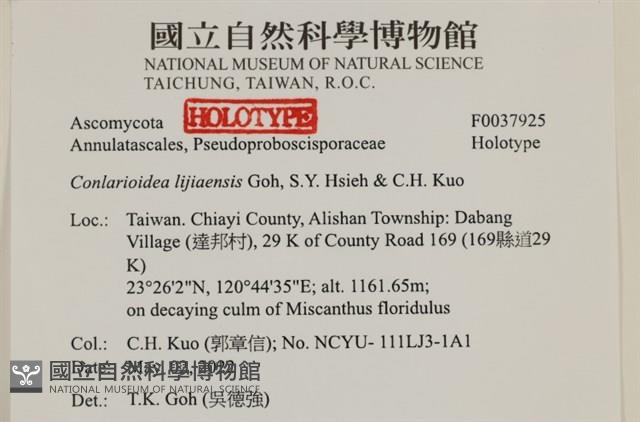 國立自然科學博物館
NATIONAL MUSEUM OF NATURAL SCIENCE
TAICHUNG, TAIWAN, R.O.C.
Ascomycota HOLOTYPE F0037925
Annulatascales, Pseudoproboscisporaceae Holotype
Conlarioidea lijiaensis Goh, S.Y. Hsieh & C.H. Kuo
Loc.: Taiwan. Chiayi County, Alishan Township: Dabang
Village (達邦村), 29 K of County Road 169 (169縣道29
K)
23°26'2"N, 120°44'35"E; alt. 1161.65m;
on decaying culm of Miscanthus floridulus
Col.: C.H. Kuo (郭章信); No. NCYU- 111LJ3-1A1
Date: May. 02, 2022
國立自然科學博物館
NATIONAL MUSEUM OF NATURAL SCIENCE
Det.: T.K. Goh (吳德強)